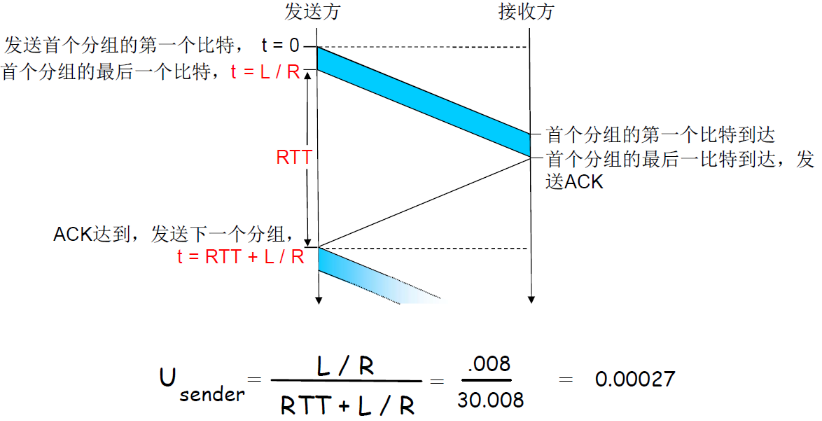 发送方
接收方
发送首个分组的第一个比特， t = 0
首个分组的最后一个比特，t = L / R
RTT
首个分组的第一个比特到达
首个分组的最后一比特到达，发
送ACK
ACK达到，发送下一个分组，
t = RTT + L / R
U sender = L / R / RTT + L / R = .008 / 30.008 = 0.00027